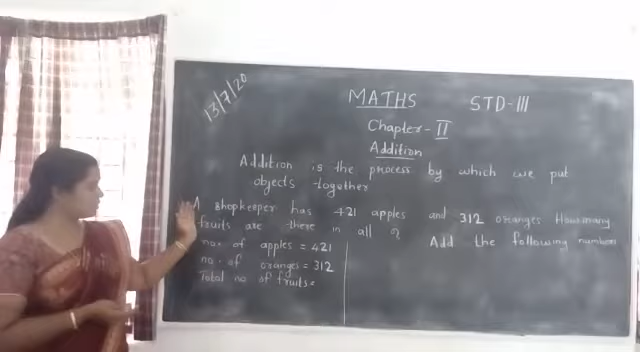 13/7/20
MATHS STD-III
Chapter - II
Addition
Addition is the process by which we put
objects together
A shopkeeper has 421 apples and 312 oranges How many
fruits are there in all ?
Add the following numbers
no. of apples = 421
no. of oranges = 312
Total no of fruits =